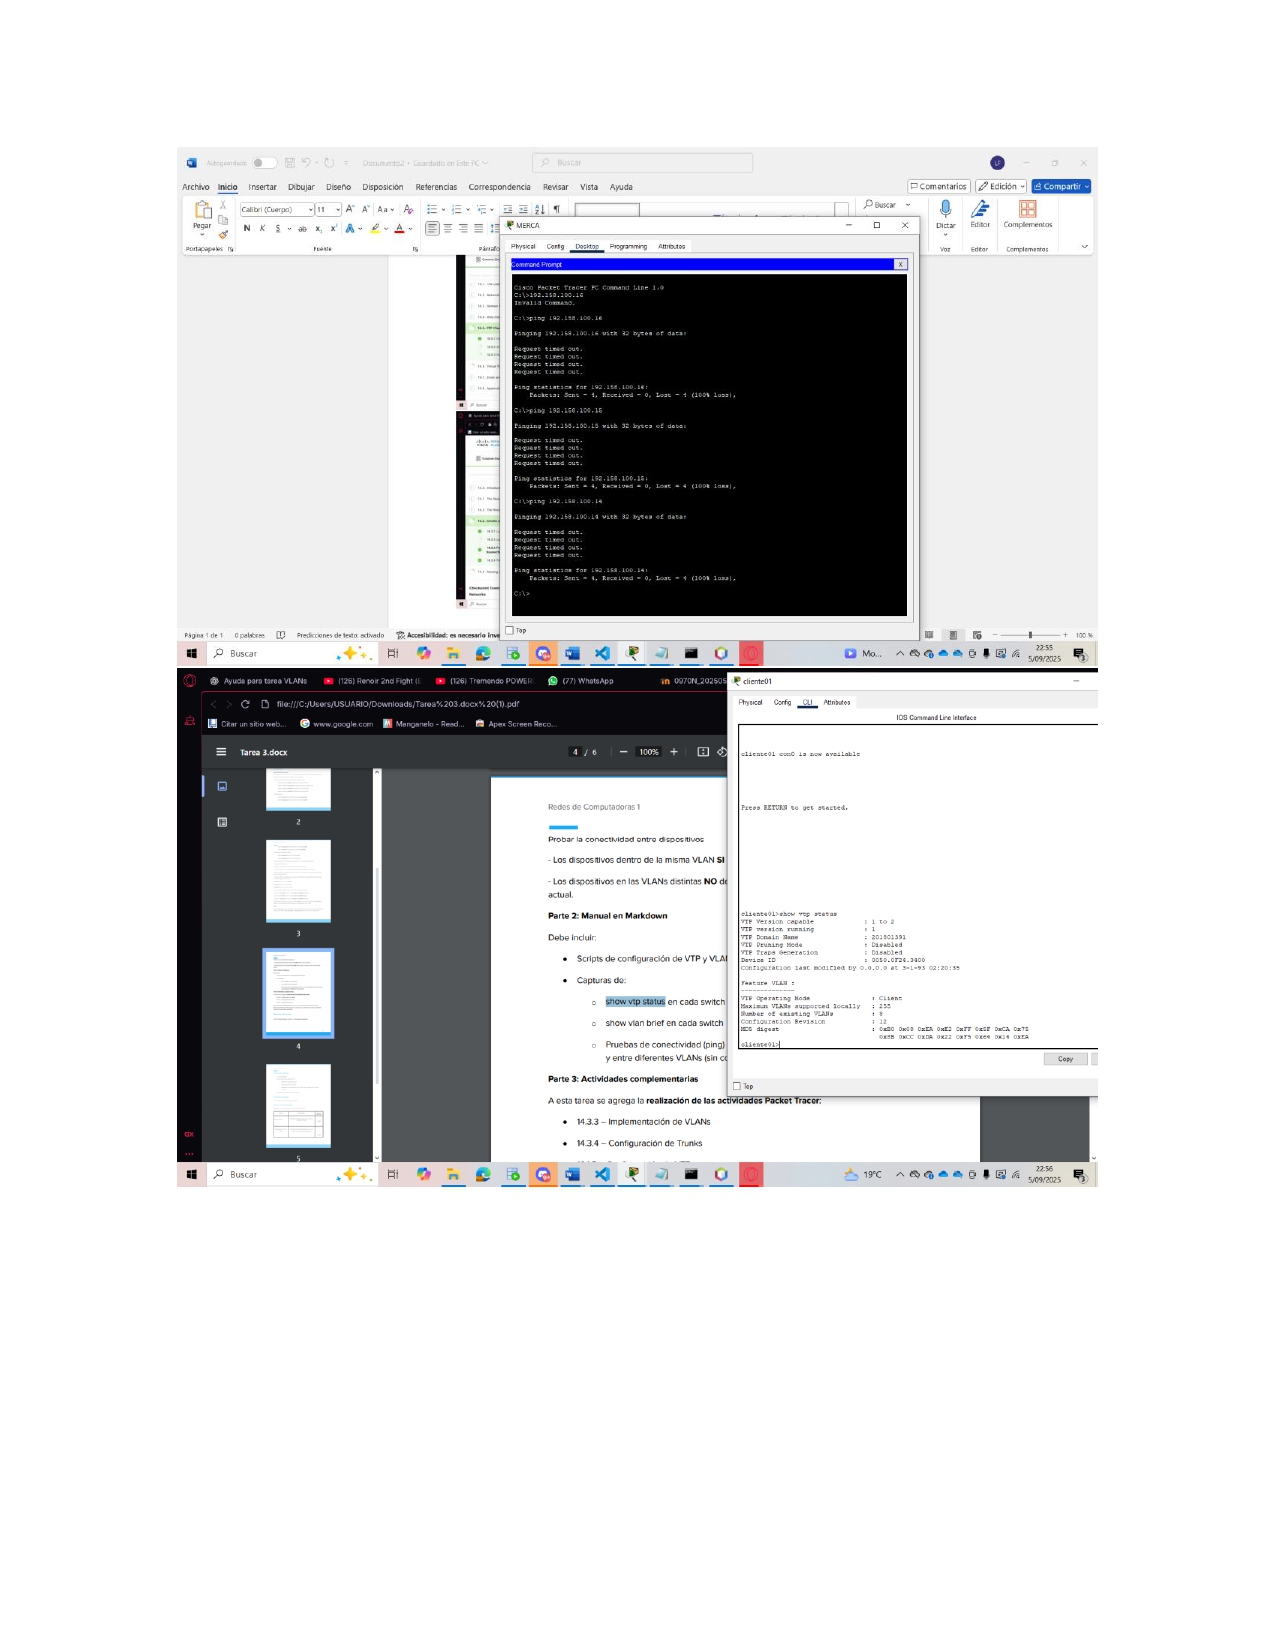 Autoguardado
Documento2 • Guardado en Este PC
Buscar
LF
Archivo Inicio Insertar Dibujar Diseño Disposición Referencias Correspondencia Revisar Vista Ayuda
Comentarios Edición Compartir
Pegar
Calibri (Cuerpo) 11
Buscar
Dictar Editor Complementos
Portapapeles Fuente Párrafo Voz Editor Complementos
MERCA
Physical Config Desktop Programming Attributes
Command Prompt X
Cisco Packet Tracer PC Command Line 1.0
C:\>192.158.100.16
Invalid Command.
C:\>ping 192.158.100.16
Pinging 192.158.100.16 with 32 bytes of data:
Request timed out.
Request timed out.
Request timed out.
Request timed out.
Ping statistics for 192.158.100.16:
Packets: Sent = 4, Received = 0, Lost = 4 (100% loss),
C:\>ping 192.158.100.15
Pinging 192.158.100.15 with 32 bytes of data:
Request timed out.
Request timed out.
Request timed out.
Request timed out.
Ping statistics for 192.158.100.15:
Packets: Sent = 4, Received = 0, Lost = 4 (100% loss),
C:\>ping 192.158.100.14
Pinging 192.158.100.14 with 32 bytes of data:
Request timed out.
Request timed out.
Request timed out.
Request timed out.
Ping statistics for 192.158.100.14:
Packets: Sent = 4, Received = 0, Lost = 4 (100% loss),
C:\>
Top
Página 1 de 1 0 palabras Predicciones de texto: activado Accesibilidad: es necesario inve
100 %
Buscar
Mo...
22:55
5/09/2025
Ayuda para tarea VLANs (126) Renoir 2nd Fight (126) Tremendo POWER (77) WhatsApp 0970N_202505
file:///C:/Users/USUARIO/Downloads/Tarea%203.docx%20(1).pdf
Citar un sitio web... www.google.com Manganelo - Read... Apex Screen Reco...
Tarea 3.docx
4 / 6 100%
2
3
4
5
Redes de Computadoras 1
Probar la conectividad entre dispositivos
- Los dispositivos dentro de la misma VLAN SI
- Los dispositivos en las VLANs distintas NO de
actual.
Parte 2: Manual en Markdown
Debe incluir:
• Scripts de configuración de VTP y VLAN
• Capturas de:
○ show vtp status en cada switch
○ show vlan brief en cada switch
○ Pruebas de conectividad (ping)
y entre diferentes VLANs (sin co
Parte 3: Actividades complementarias
A esta tarea se agrega la realización de las actividades Packet Tracer:
• 14.3.3 – Implementación de VLANs
• 14.3.4 – Configuración de Trunks
cliente01
Physical Config CLI Attributes
IOS Command Line Interface
cliente01 con0 is now available
Press RETURN to get started.
cliente01>show vtp status
VTP Version capable : 1 to 2
VTP version running : 1
VTP Domain Name : 201801391
VTP Pruning Mode : Disabled
VTP Traps Generation : Disabled
Device ID : 0050.0F24.3400
Configuration last modified by 0.0.0.0 at 3-1-93 02:20:35
Feature VLAN :
--------------
VTP Operating Mode : Client
Maximum VLANs supported locally : 255
Number of existing VLANs : 8
Configuration Revision : 12
MD5 digest
cliente01>
Copy
Top
Buscar
19°C
22:56
5/09/2025